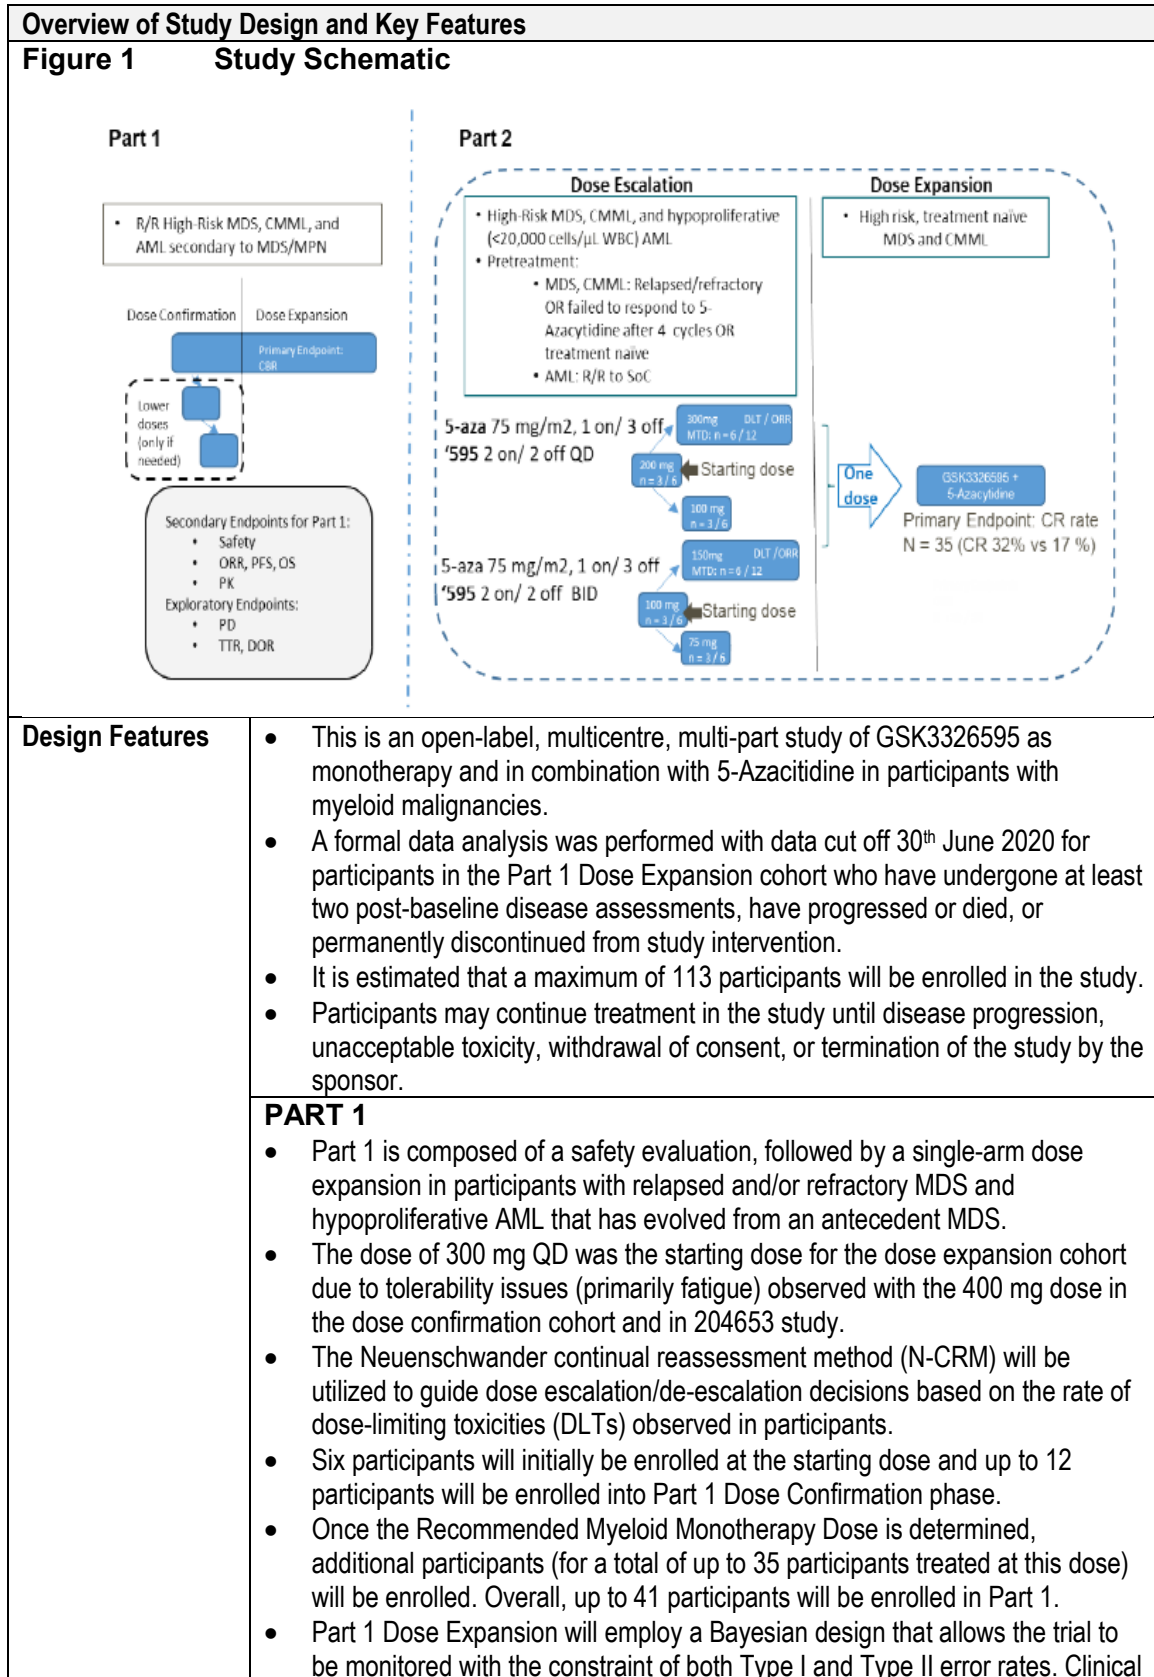 Overview of Study Design and Key Features
Figure 1 Study Schematic
Part 1
R/R High-Risk MDS, CMML, and
AML secondary to MDS/MPN
Dose Confirmation
Dose Expansion
Primary Endpoint:
CBR
Lower
doses
(only if
needed)
Secondary Endpoints for Part 1:
• Safety
• ORR, PFS, OS
• PK
Exploratory Endpoints:
• PD
• TTR, DOR
Part 2
Dose Escalation
• High-Risk MDS, CMML, and hypoproliferative
(<20,000 cells/µL WBC) AML
• Pretreatment:
• MDS, CMML: Relapsed/refractory
OR failed to respond to 5-
Azacytidine after 4 cycles OR
treatment naïve
• AML: R/R to SoC
5-aza 75 mg/m2, 1 on/ 3 off
'595 2 on/ 2 off QD
300mg DLT / ORR
MTD: n = 6 / 12
200 mg
n = 3 / 6
Starting dose
100 mg
n = 3 / 6
5-aza 75 mg/m2, 1 on/ 3 off
'595 2 on/ 2 off BID
150mg DLT /ORR
MTD: n = 6 / 12
100 mg
n = 3 / 6
Starting dose
75 mg
n = 3 / 6
Dose Expansion
• High risk, treatment naïve
MDS and CMML
One
dose
GSK3326595 +
5-Azacytidine
Primary Endpoint: CR rate
N = 35 (CR 32% vs 17 %)
Design Features
• This is an open-label, multicentre, multi-part study of GSK3326595 as
monotherapy and in combination with 5-Azacitidine in participants with
myeloid malignancies.
• A formal data analysis was performed with data cut off 30th June 2020 for
participants in the Part 1 Dose Expansion cohort who have undergone at least
two post-baseline disease assessments, have progressed or died, or
permanently discontinued from study intervention.
• It is estimated that a maximum of 113 participants will be enrolled in the study.
• Participants may continue treatment in the study until disease progression,
unacceptable toxicity, withdrawal of consent, or termination of the study by the
sponsor.
PART 1
• Part 1 is composed of a safety evaluation, followed by a single-arm dose
expansion in participants with relapsed and/or refractory MDS and
hypoproliferative AML that has evolved from an antecedent MDS.
• The dose of 300 mg QD was the starting dose for the dose expansion cohort
due to tolerability issues (primarily fatigue) observed with the 400 mg dose in
the dose confirmation cohort and in 204653 study.
• The Neuenschwander continual reassessment method (N-CRM) will be
utilized to guide dose escalation/de-escalation decisions based on the rate of
dose-limiting toxicities (DLTs) observed in participants.
• Six participants will initially be enrolled at the starting dose and up to 12
participants will be enrolled into Part 1 Dose Confirmation phase.
• Once the Recommended Myeloid Monotherapy Dose is determined,
additional participants (for a total of up to 35 participants treated at this dose)
will be enrolled. Overall, up to 41 participants will be enrolled in Part 1.
• Part 1 Dose Expansion will employ a Bayesian design that allows the trial to
be monitored with the constraint of both Type I and Type II error rates. Clinical